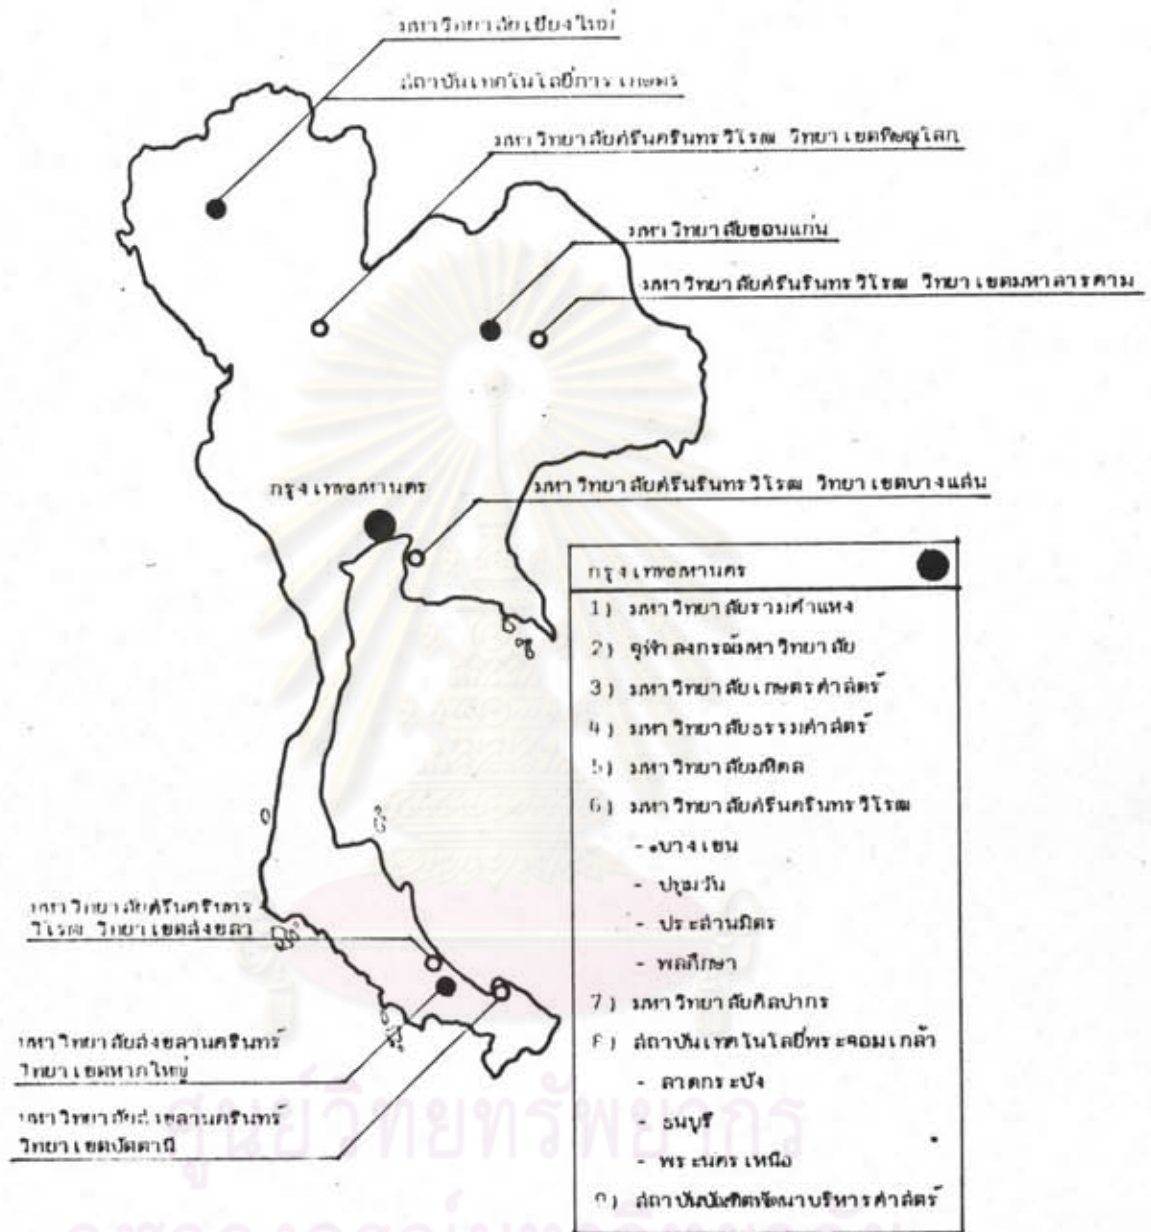 มหาวิทยาลัยเชียงใหม่
สถาบันเทคโนโลยีการเกษตร
มหาวิทยาลัยศรีนครินทรวิโรฒ วิทยาเขตพิษณุโลก
มหาวิทยาลัยขอนแก่น
มหาวิทยาลัยศรีนรินทรวิโรฒ วิทยาเขตมหาสารคาม
กรุงเทพมหานคร
มหาวิทยาลัยศรีนรินทรวิโรฒ วิทยาเขตบางแสน
กรุงเทพมหานคร
1) มหาวิทยาลัยรามคำแหง
2) จุฬาลงกรณ์มหาวิทยาลัย
3) มหาวิทยาลัยเกษตรศาสตร์
4) มหาวิทยาลัยธรรมศาสตร์
5) มหาวิทยาลัยมหิดล
6) มหาวิทยาลัยศรีนครินทรวิโรฒ
- บางเขน
- ปทุมวัน
- ประสานมิตร
- พลศึกษา
7) มหาวิทยาลัยศิลปากร
8) สถาบันเทคโนโลยีพระจอมเกล้า
- ลาดกระบัง
- ธนบุรี
- พระนครเหนือ
9) สถาบันบัณฑิตพัฒนาบริหารศาสตร์
มหาวิทยาลัยศรีนครินทร
วิโรฒ วิทยาเขตสงขลา
มหาวิทยาลัยสงขลานครินทร์
วิทยาเขตหาดใหญ่
มหาวิทยาลัยสงขลานครินทร์
วิทยาเขตปัตตานี
ศูนย์วิทยทรัพยากร
จุฬาลงกรณ์มหาวิทยาลัย